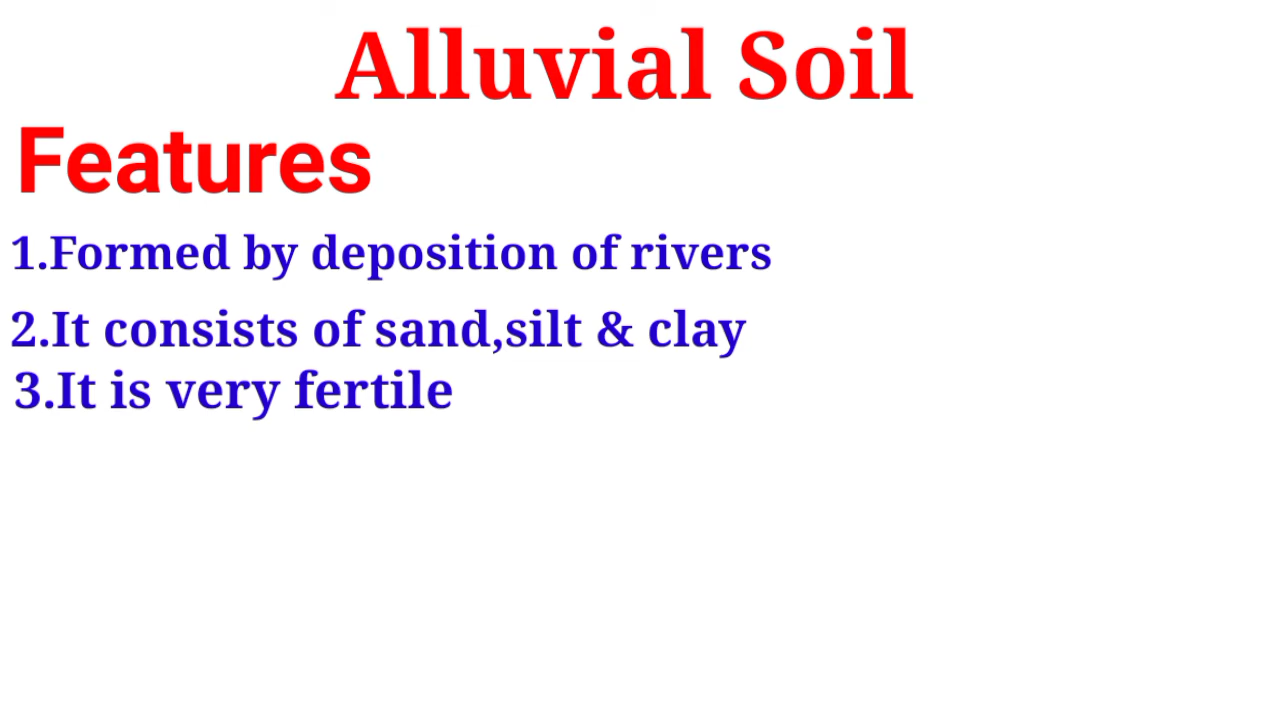 Alluvial Soil
Features
1.Formed by deposition of rivers
2.It consists of sand,silt & clay
3.It is very fertile